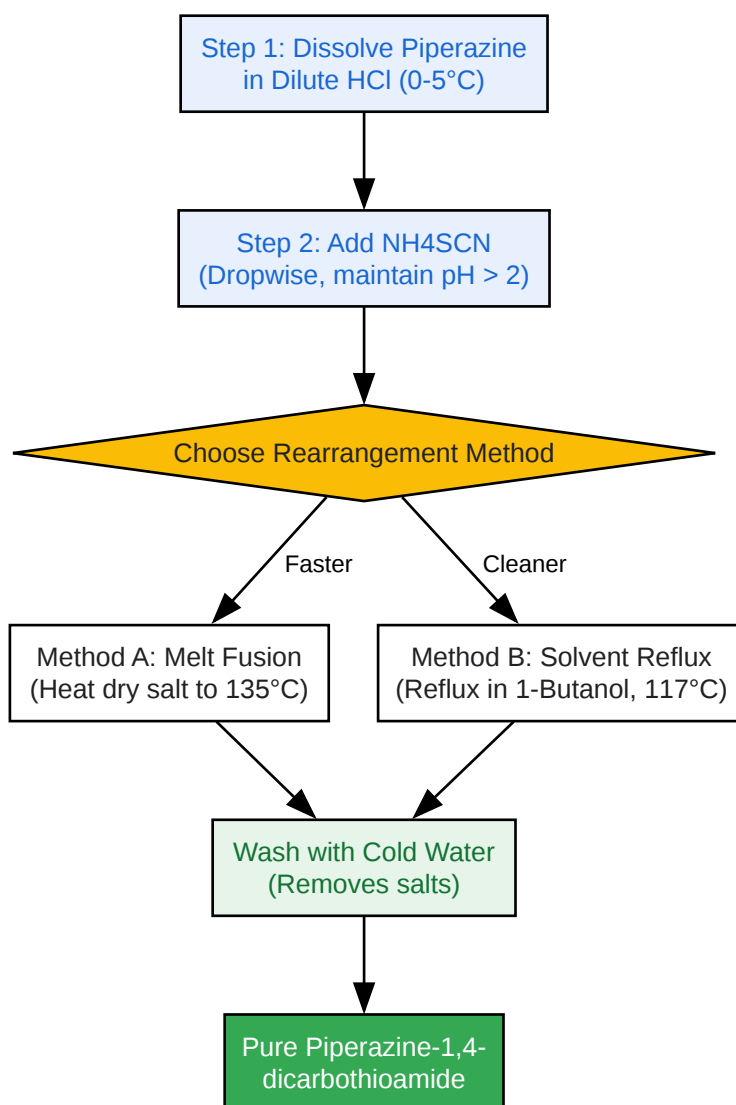 Step 1: Dissolve Piperazine
in Dilute HCl (0-5°C)
Step 2: Add NH4SCN
(Dropwise, maintain pH > 2)
Choose Rearrangement Method
Faster
Cleaner
Method A: Melt Fusion
(Heat dry salt to 135°C)
Method B: Solvent Reflux
(Reflux in 1-Butanol, 117°C)
Wash with Cold Water
(Removes salts)
Pure Piperazine-1,4-
dicarbothioamide